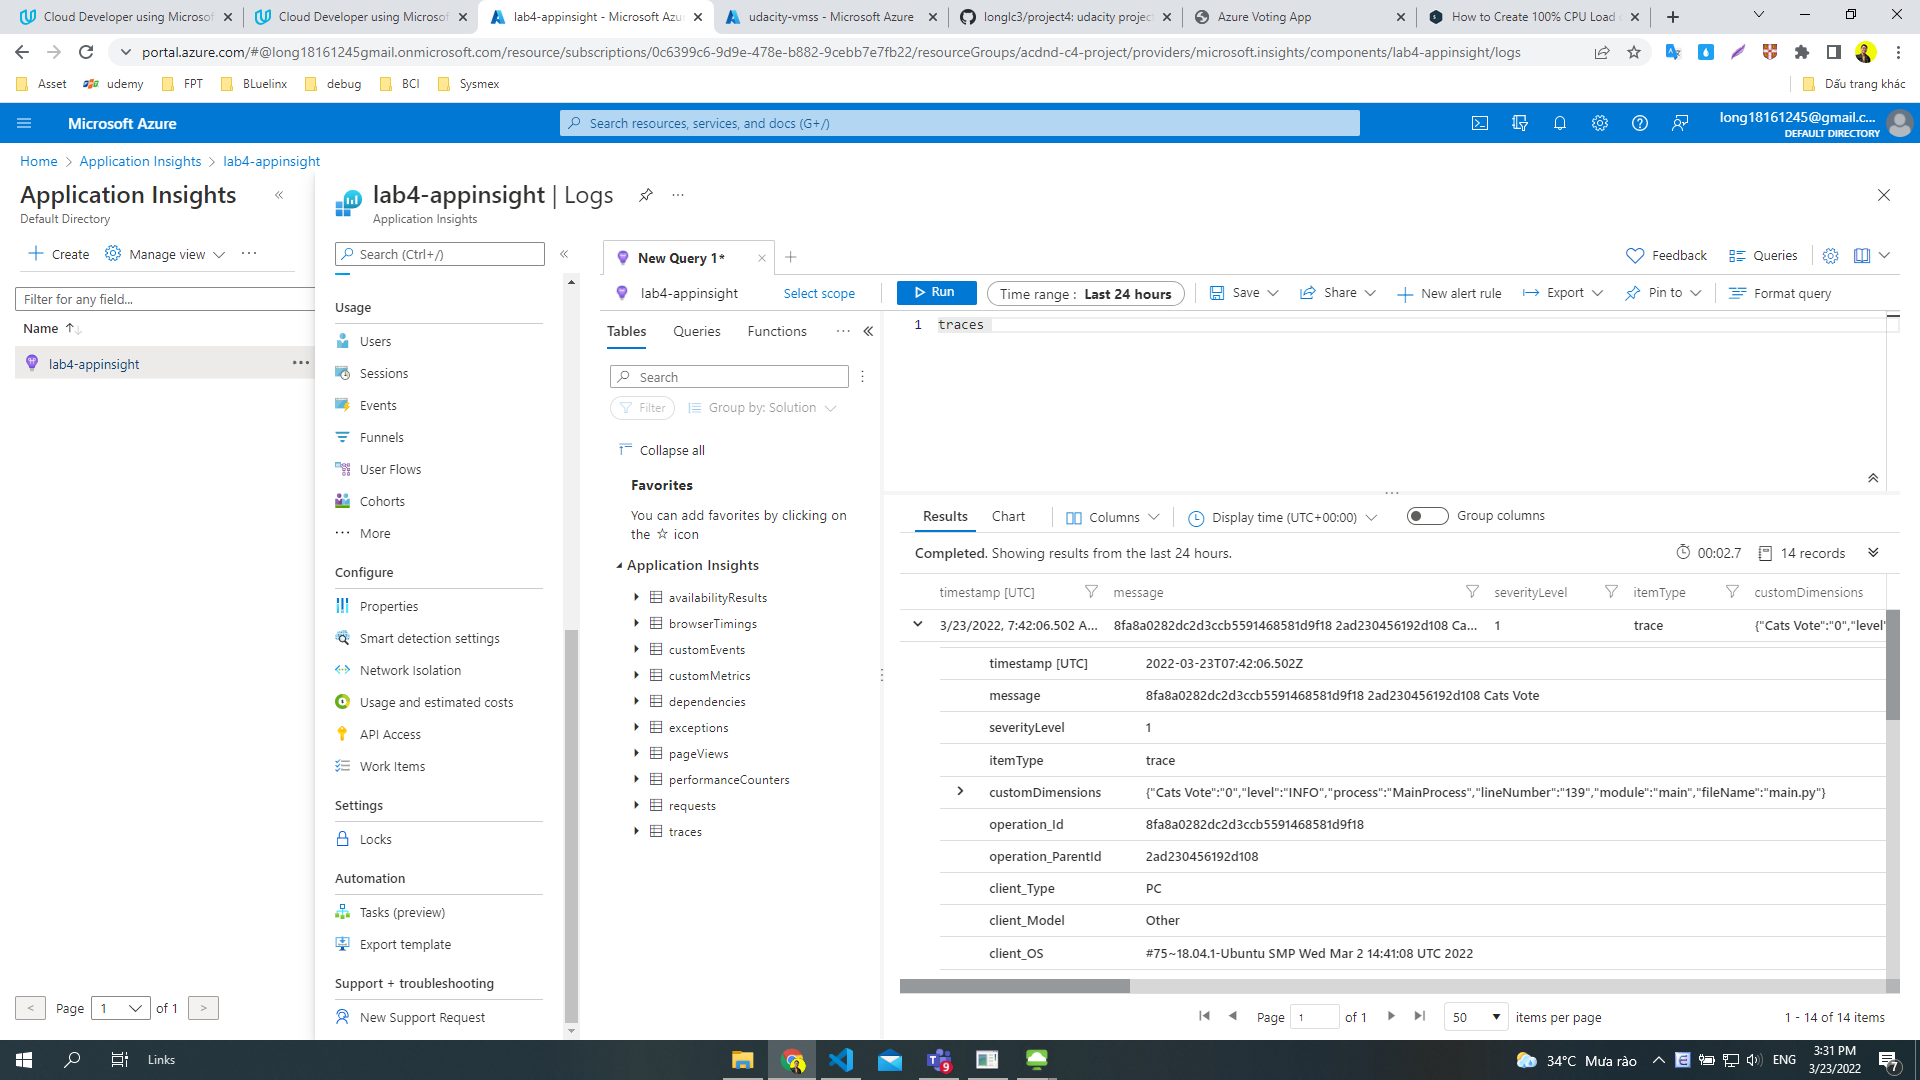 Cloud Developer using Microsof
Cloud Developer using Microsof
lab4-appinsight - Microsoft Azu
udacity-vmss - Microsoft Azure
longlc3/project4: udacity projec
Azure Voting App
How to Create 100% CPU Load
portal.azure.com/#@long18161245gmail.onmicrosoft.com/resource/subscriptions/0c6399c6-9d9e-478e-b882-9cebb7e7fb22/resourceGroups/acdnd-c4-project/providers/microsoft.insights/components/lab4-appinsight/logs
Asset
udemy
FPT
BLuelinx
debug
BCI
Sysmex
Dấu trang khác
Microsoft Azure
Search resources, services, and docs (G+/)
long18161245@gmail.c...
DEFAULT DIRECTORY
Home > Application Insights > lab4-appinsight
Application Insights
Default Directory
Create
Manage view
Filter for any field...
Name
lab4-appinsight
Page 1 of 1
lab4-appinsight | Logs
Application Insights
Search (Ctrl+/)
Usage
Users
Sessions
Events
Funnels
User Flows
Cohorts
More
Configure
Properties
Smart detection settings
Network Isolation
Usage and estimated costs
API Access
Work Items
Settings
Locks
Automation
Tasks (preview)
Export template
Support + troubleshooting
New Support Request
New Query 1*
Feedback
Queries
lab4-appinsight
Select scope
Run
Time range : Last 24 hours
Save
Share
New alert rule
Export
Pin to
Format query
Tables
Queries
Functions
Search
Filter
Group by: Solution
Collapse all
Favorites
You can add favorites by clicking on
the ☆ icon
Application Insights
availabilityResults
browserTimings
customEvents
customMetrics
dependencies
exceptions
pageViews
performanceCounters
requests
traces
1 traces
Results
Chart
Columns
Display time (UTC+00:00)
Group columns
Completed. Showing results from the last 24 hours.
00:02.7
14 records
timestamp [UTC] message severityLevel itemType customDimensions
3/23/2022, 7:42:06.502 A... 8fa8a0282dc2d3ccb5591468581d9f18 2ad230456192d108 Ca... 1 trace {"Cats Vote":"0","level"
timestamp [UTC] 2022-03-23T07:42:06.502Z
message 8fa8a0282dc2d3ccb5591468581d9f18 2ad230456192d108 Cats Vote
severityLevel 1
itemType trace
customDimensions {"Cats Vote":"0","level":"INFO","process":"MainProcess","lineNumber":"139","module":"main","fileName":"main.py"}
operation_Id 8fa8a0282dc2d3ccb5591468581d9f18
operation_ParentId 2ad230456192d108
client_Type PC
client_Model Other
client_OS #75~18.04.1-Ubuntu SMP Wed Mar 2 14:41:08 UTC 2022
Page 1 of 1
50 items per page
1 - 14 of 14 items
Links
9
34°C Mưa rào
ENG
3:31 PM
3/23/2022
7